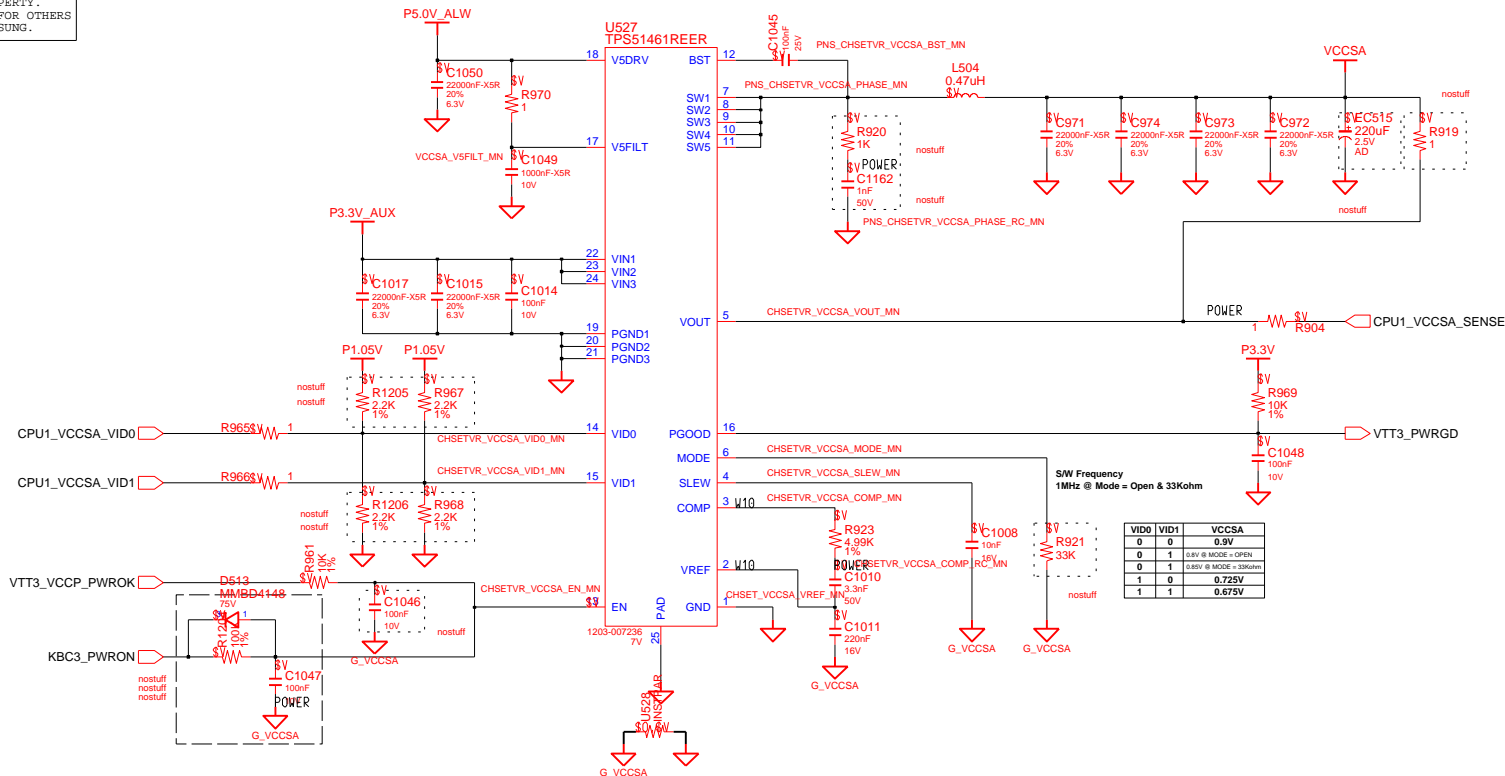 PERTY.
FOR OTHERS
SUNG.
P5.0V_ALW
U527
TPS51461REER
C1045
100nF
25V
PNS_CHSETVR_VCCSA_BST_MN
VCCSA
18 V5DRV
BST 12
$V
C1050
22000nF-X5R
20%
6.3V
$V
R970
1
L504
0.47uH
$V
PNS_CHSETVR_VCCSA_PHASE_MN
SW1 7
SW2 8
SW3 9
SW4 10
SW5 11
nostuff
$V
R920
1K
POWER
nostuff
$V
C1162
1nF
50V
nostuff
PNS_CHSETVR_VCCSA_PHASE_RC_MN
$V
C971
22000nF-X5R
20%
6.3V
$V
C974
22000nF-X5R
20%
6.3V
$V
C973
22000nF-X5R
20%
6.3V
$V
C972
22000nF-X5R
20%
6.3V
$V
EC515
220uF
2.5V
AD
$V
R919
1
nostuff
17 V5FILT
VCCSA_V5FILT_MN
$V
C1049
1000nF-X5R
10V
P3.3V_AUX
22 VIN1
23 VIN2
24 VIN3
$V
C1017
22000nF-X5R
20%
6.3V
$V
C1015
22000nF-X5R
20%
6.3V
$V
C1014
100nF
10V
19 PGND1
20 PGND2
21 PGND3
VOUT 5
CHSETVR_VCCSA_VOUT_MN
POWER
1
$V
R904
CPU1_VCCSA_SENSE
P1.05V
P1.05V
nostuff
nostuff
$V
R1205
2.2K
1%
$V
R967
2.2K
1%
P3.3V
$V
R969
10K
1%
CPU1_VCCSA_VID0
R965
$V
1
14 VID0
CHSETVR_VCCSA_VID0_MN
PGOOD 16
VTT3_PWRGD
$V
C1048
100nF
10V
MODE 6
CHSETVR_VCCSA_MODE_MN
CPU1_VCCSA_VID1
R966
$V
1
15 VID1
CHSETVR_VCCSA_VID1_MN
SLEW 4
CHSETVR_VCCSA_SLEW_MN
S/W Frequency
1MHz @ Mode = Open & 33Kohm
nostuff
nostuff
$V
R1206
2.2K
1%
$V
R968
2.2K
1%
COMP 3
W10
CHSETVR_VCCSA_COMP_MN
$V
R923
4.99K
1%
CHSETVR_VCCSA_COMP_RC_MN
POWER
C1010
3.3nF
50V
$V
C1008
10nF
16V
G_VCCSA
$V
R921
33K
nostuff
G_VCCSA
VID0 VID1 VCCSA
0 0 0.9V
0 1 0.8V @ MODE = OPEN
0 1 0.85V @ MODE = 33Kohm
1 0 0.725V
1 1 0.675V
VREF 2
W10
CHSET_VCCSA_VREF_MN
$V
C1011
220nF
16V
G_VCCSA
VTT3_VCCP_PWROK
R961
10K
1%
$V
CHSETVR_VCCSA_EN_MN
13 EN
GND 1
PAD
25
1203-007236
7V
$V
C1046
100nF
10V
nostuff
G_VCCSA
D513
MMBD4148
75V
1
1%
KBC3_PWRON
nostuff
nostuff
nostuff
$V
C1047
100nF
POWER
G_VCCSA
U528
G_VCCSA